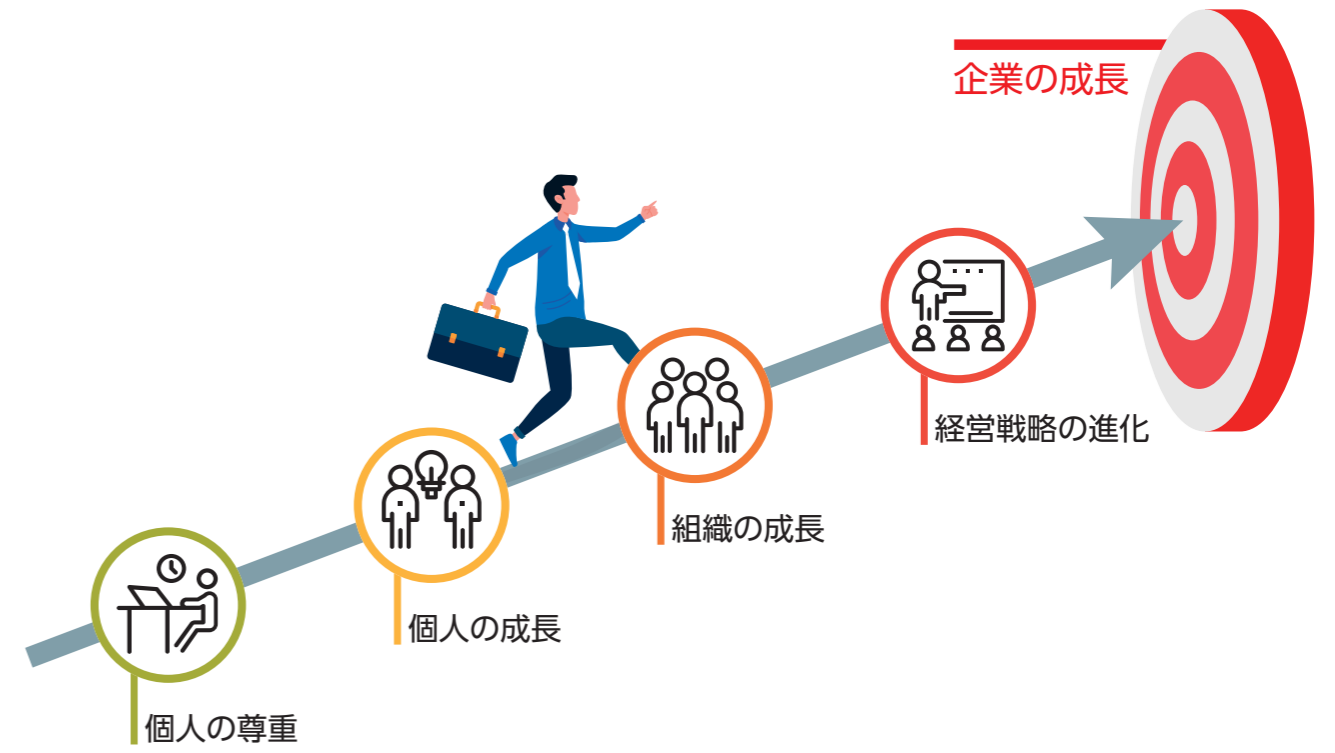 企業の成長
経営戦略の進化
組織の成長
個人の成長
個人の尊重